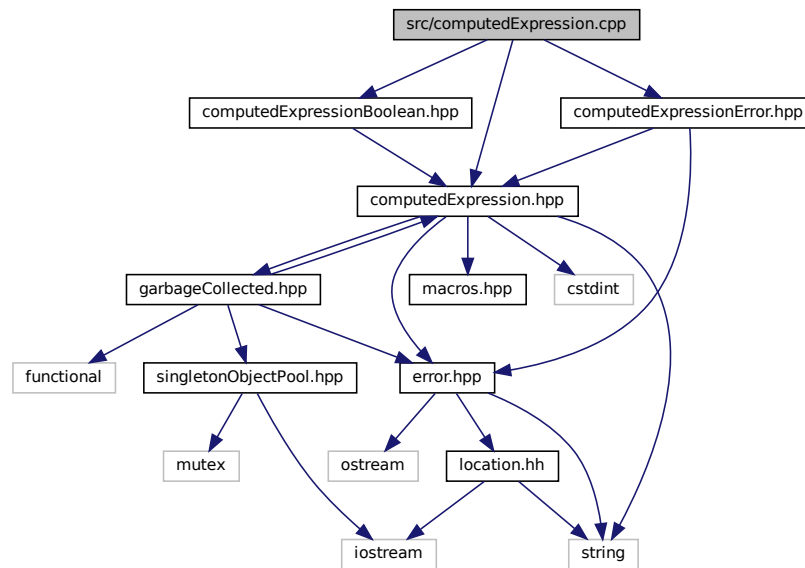 src/computedExpression.cpp
computedExpressionBoolean.hpp
computedExpressionError.hpp
computedExpression.hpp
garbageCollected.hpp
macros.hpp
cstdint
functional
singletonObjectPool.hpp
error.hpp
mutex
ostream
location.hh
iostream
string